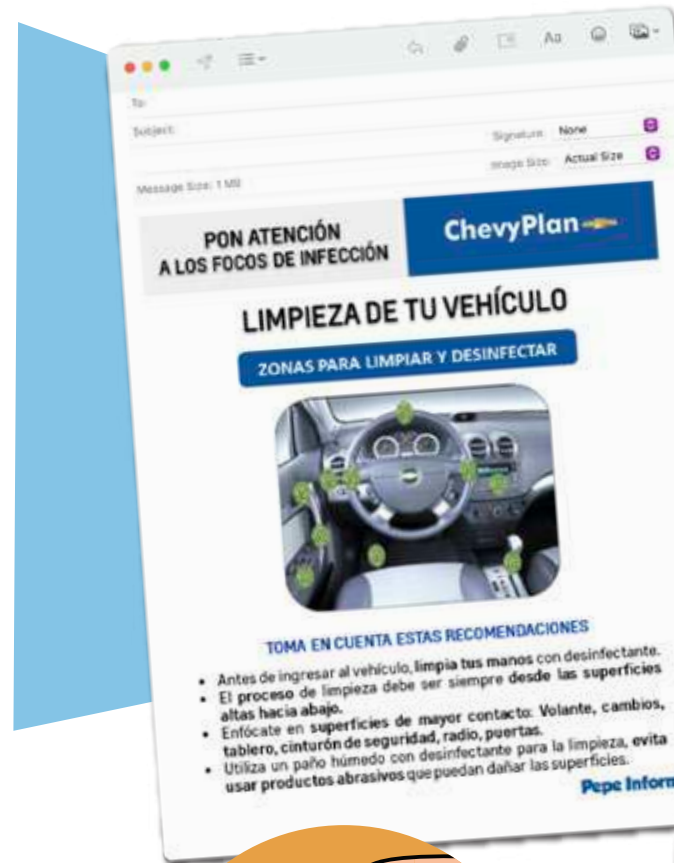 Aa
To:
Subject:
Signature: None
Message Size: 1 MB
Image Size: Actual Size
PON ATENCIÓN
A LOS FOCOS DE INFECCIÓN
ChevyPlan
LIMPIEZA DE TU VEHÍCULO
ZONAS PARA LIMPIAR Y DESINFECTAR
TOMA EN CUENTA ESTAS RECOMENDACIONES
• Antes de ingresar al vehículo, limpia tus manos con desinfectante.
• El proceso de limpieza debe ser siempre desde las superficies
altas hacia abajo.
• Enfócate en superficies de mayor contacto: Volante, cambios,
tablero, cinturón de seguridad, radio, puertas.
• Utiliza un paño húmedo con desinfectante para la limpieza, evita
usar productos abrasivos que puedan dañar las superficies.
Pepe Inform